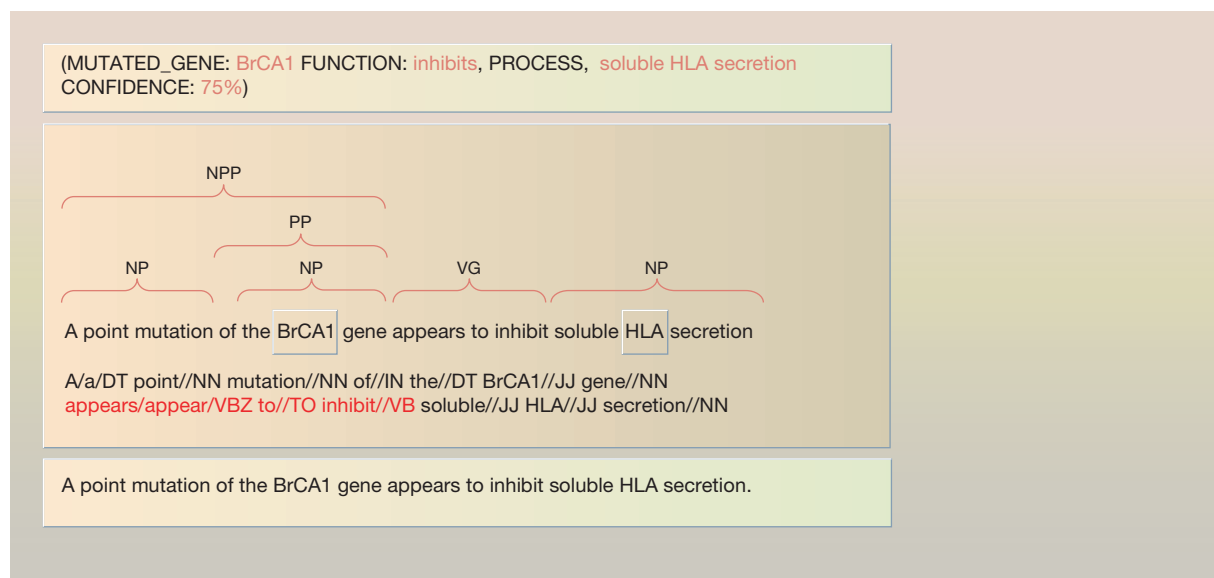 (MUTATED_GENE: BrCA1 FUNCTION: inhibits, PROCESS, soluble HLA secretion
CONFIDENCE: 75%)
NPP
PP
NP NP VG NP
A point mutation of the BrCA1 gene appears to inhibit soluble HLA secretion
A/a/DT point//NN mutation//NN of//IN the//DT BrCA1//JJ gene//NN
appears/appear/VBZ to//TO inhibit//VB soluble//JJ HLA//JJ secretion//NN
A point mutation of the BrCA1 gene appears to inhibit soluble HLA secretion.